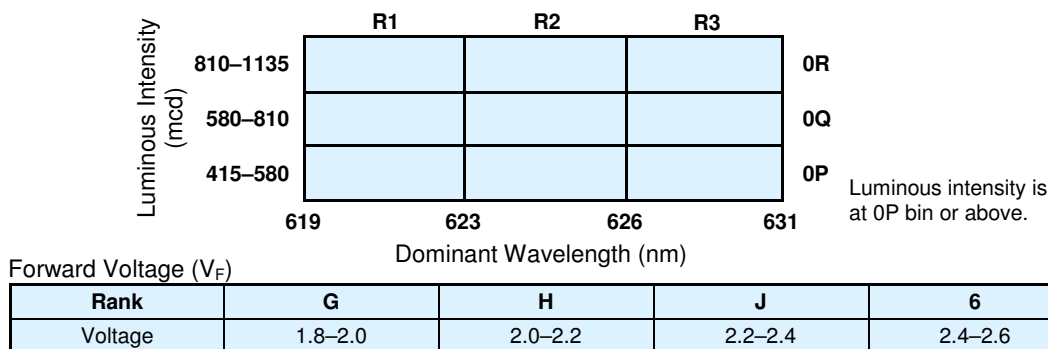 R1 R2 R3
Luminous Intensity
(mcd)
810–1135 0R
580–810 0Q
415–580 0P
Luminous intensity is
at 0P bin or above.
619 623 626 631
Dominant Wavelength (nm)
Forward Voltage (VF)
Rank G H J 6
Voltage 1.8–2.0 2.0–2.2 2.2–2.4 2.4–2.6